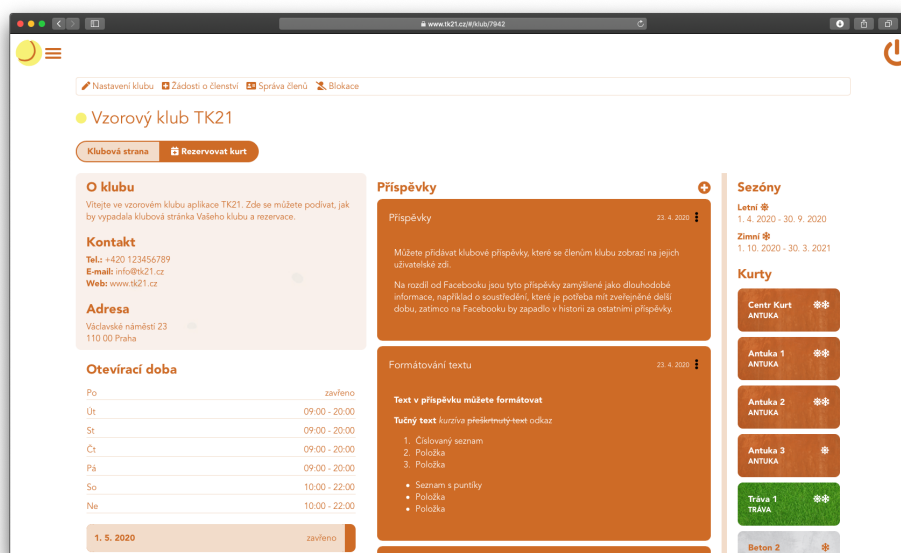 www.tk21.cz/#/klub/7942
Nastavení klubu Žádosti o členství Správa členů Blokace
Vzorový klub TK21
Klubová strana Rezervovat kurt
O klubu
Vítejte ve vzorovém klubu aplikace TK21. Zde se můžete podívat, jak
by vypadala klubová stránka Vašeho klubu a rezervace.
Kontakt
Tel.: +420 123456789
E-mail: info@tk21.cz
Web: www.tk21.cz
Adresa
Václavské náměstí 23
110 00 Praha
Otevírací doba
Po zavřeno
Út 09:00 - 20:00
St 09:00 - 20:00
Čt 09:00 - 20:00
Pá 09:00 - 20:00
So 10:00 - 22:00
Ne 10:00 - 22:00
1. 5. 2020 zavřeno
Příspěvky
Příspěvky 23. 4. 2020
Můžete přidávat klubové příspěvky, které se členům klubu zobrazí na jejich
uživatelské zdi.
Na rozdíl od Facebooku jsou tyto příspěvky zamýšlené jako dlouhodobé
informace, například o soustředění, které je potřeba mít zveřejněné delší
dobu, zatímco na Facebooku by zapadlo v historii za ostatními příspěvky.
Formátování textu 23. 4. 2020
Text v příspěvku můžete formátovat
Tučný text kurzíva přeškrtnutý text odkaz
1. Číslovaný seznam
2. Položka
3. Položka
• Seznam s puntíky
• Položka
• Položka
Sezóny
Letní
1. 4. 2020 - 30. 9. 2020
Zimní
1. 10. 2020 - 30. 3. 2021
Kurty
Centr Kurt
ANTUKA
Antuka 1
ANTUKA
Antuka 2
ANTUKA
Antuka 3
ANTUKA
Tráva 1
TRÁVA
Beton 2